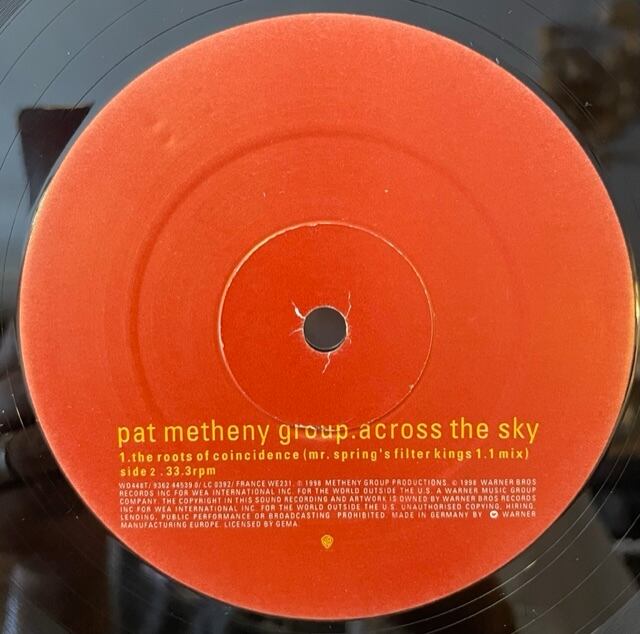 pat metheny group.across the sky
1.the roots of coincidence (mr. spring's filter kings 1.1 mix)
side 2 . 33.3rpm
WO448T/ 9362 44539 0/ LC 0392/ FRANCE WE231. ℗ 1998 METHENY GROUP PRODUCTIONS. © 1998 WARNER BROS
RECORDS INC FOR WEA INTERNATIONAL INC. FOR THE WORLD OUTSIDE THE U.S. A WARNER MUSIC GROUP
COMPANY. THE COPYRIGHT IN THIS SOUND RECORDING AND ARTWORK IS OWNED BY WARNER BROS RECORDS
INC FOR WEA INTERNATIONAL INC. FOR THE WORLD OUTSIDE THE U.S. UNAUTHORISED COPYING, HIRING,
LENDING, PUBLIC PERFORMANCE OR BROADCASTING PROHIBITED. MADE IN GERMANY BY WARNER
MANUFACTURING EUROPE. LICENSED BY GEMA